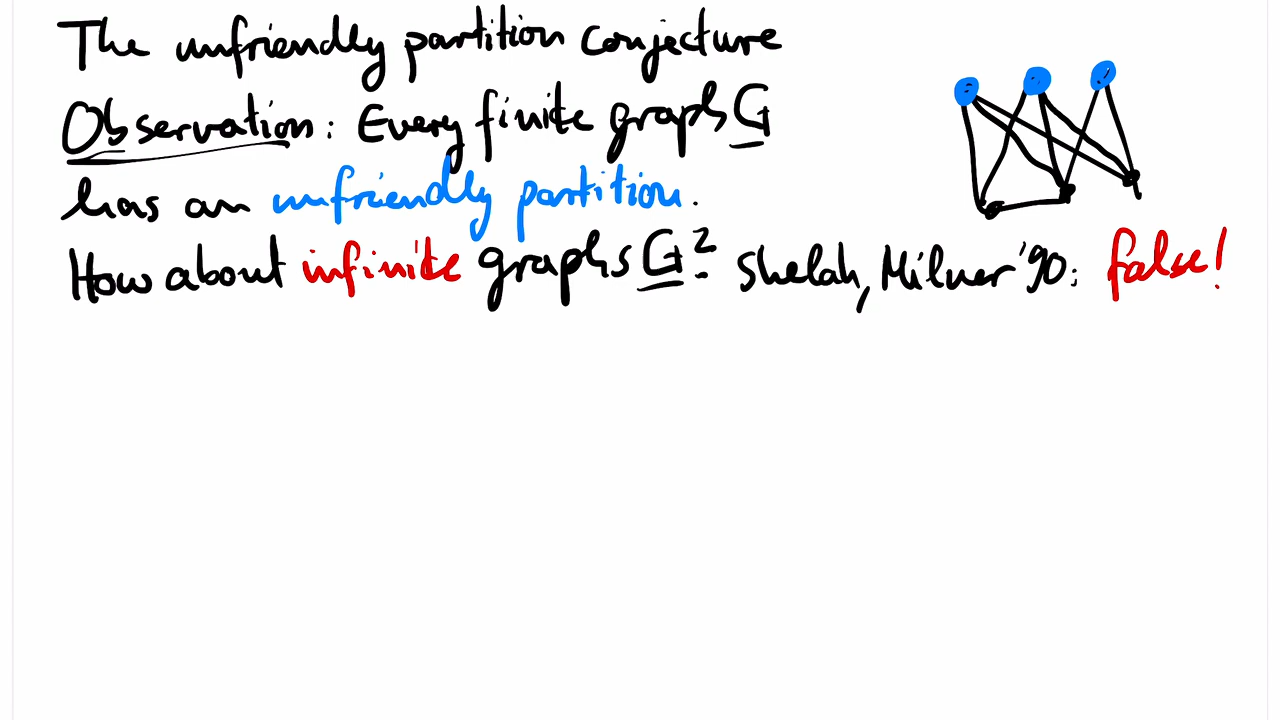 The unfriendly partition conjecture
Observation: Every finite graph G
has an unfriendly partition.
How about infinite graphs G? Shelah, Milner '90: false!